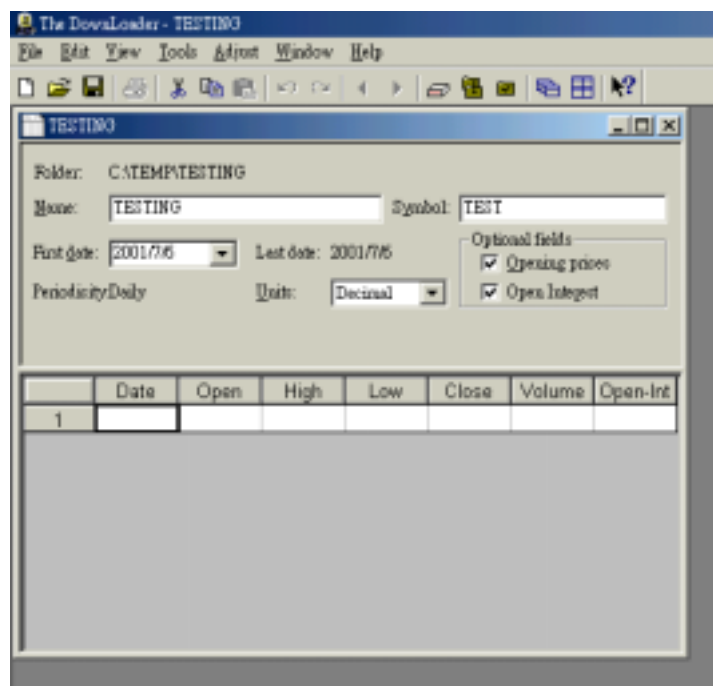 The DownLoader - TESTING
File Edit View Tools Adjust Window Help
TESTING
Folder: C:\TEMP\TESTING
Name: TESTING Symbol: TEST
First date: 2001/7/6 Last date: 2001/7/6
Optional fields
Opening prices
Periodicity:Daily Units: Decimal
Open Interest
Date Open High Low Close Volume Open-Int
1